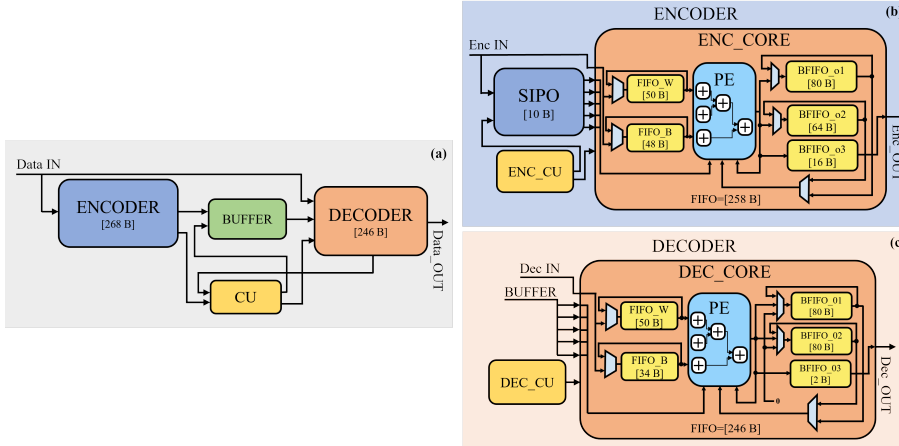 (a)
Data IN
ENCODER
[268 B]
BUFFER
DECODER
[246 B]
CU
Data_OUT
ENCODER
(b)
Enc IN
ENC_CORE
SIPO
[10 B]
ENC_CU
FIFO_W
[50 B]
FIFO_B
[48 B]
PE
BFIFO_o1
[80 B]
BFIFO_o2
[64 B]
BFIFO_o3
[16 B]
FIFO=[258 B]
Enc_OUT
DECODER
(c)
Dec IN
DEC_CORE
BUFFER
DEC_CU
FIFO_W
[50 B]
FIFO_B
[34 B]
PE
BFIFO_01
[80 B]
BFIFO_02
[80 B]
BFIFO_03
[2 B]
0
FIFO=[246 B]
Dec_OUT